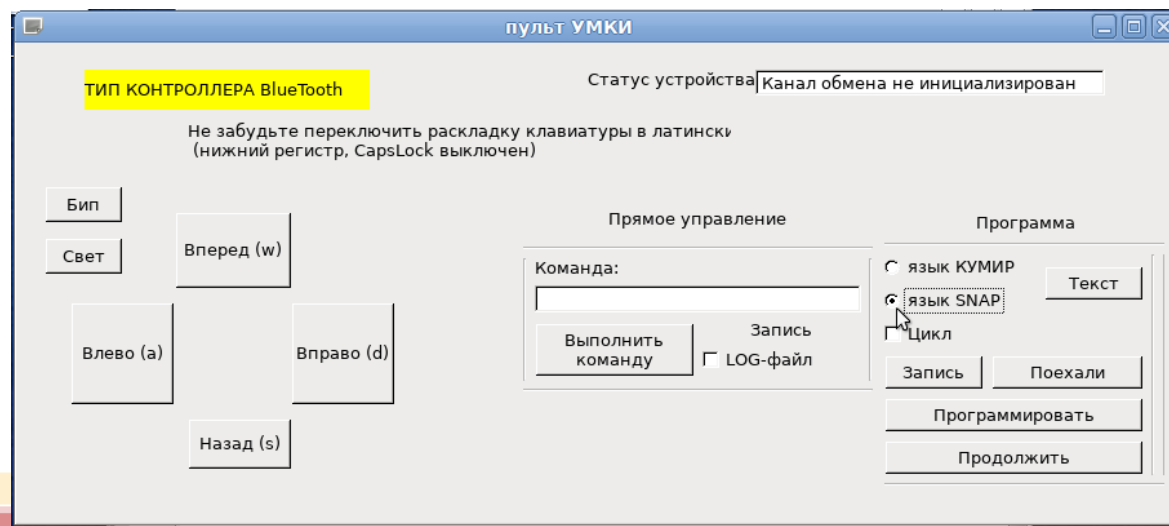 пульт УМКИ
ТИП КОНТРОЛЛЕРА BlueTooth
Статус устройства
Канал обмена не инициализирован
Не забудьте переключить раскладку клавиатуры в латински
(нижний регистр, CapsLock выключен)
Бип
Свет
Вперед (w)
Влево (a)
Вправо (d)
Назад (s)
Прямое управление
Команда:
Выполнить
команду
Запись
LOG-файл
Программа
язык КУМИР
Текст
язык SNAP
Цикл
Запись
Поехали
Программировать
Продолжить